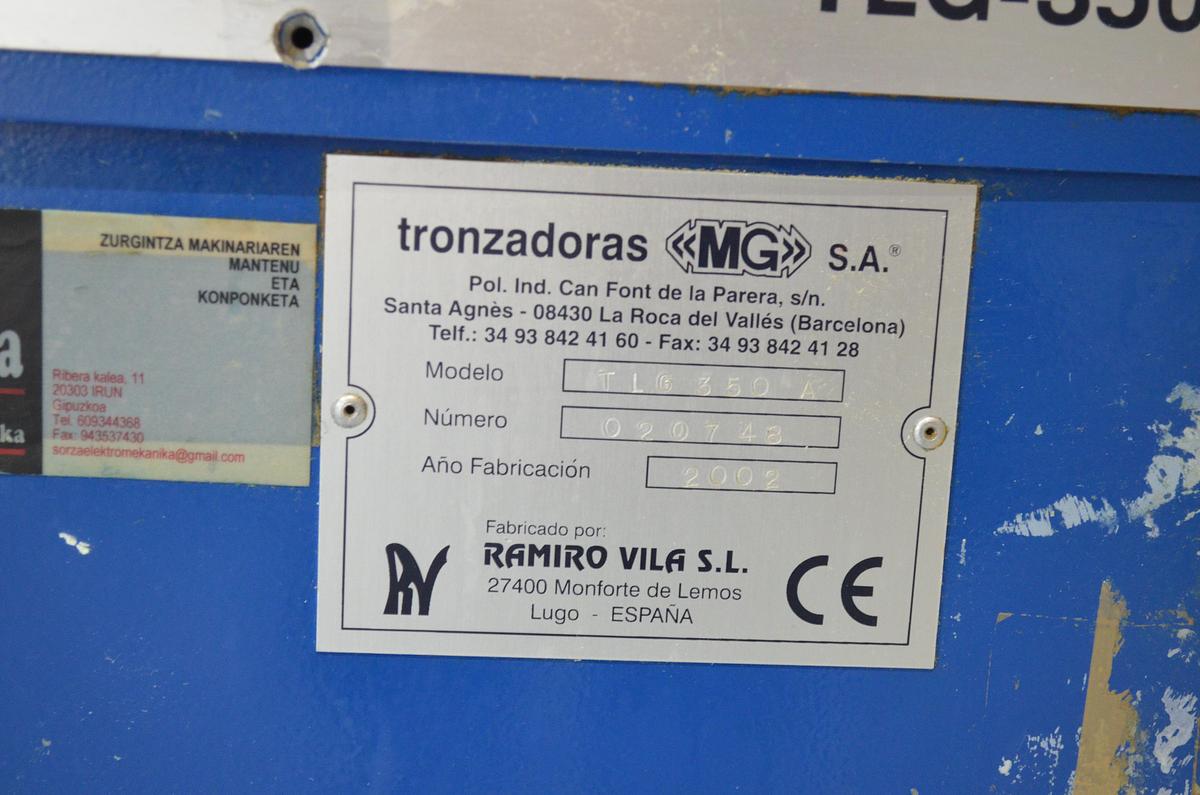 TLG-350
ZURGINTZA MAKINARIAREN
MANTENU
ETA
KONPONKETA
a
ka
Ribera kalea, 11
20303 IRUN
Gipuzkoa
Tel. 609344368
Fax: 943537430
sorzaelektromekanika@gmail.com
tronzadoras «MG» S.A.®
Pol. Ind. Can Font de la Parera, s/n.
Santa Agnès - 08430 La Roca del Vallés (Barcelona)
Telf.: 34 93 842 41 60 - Fax: 34 93 842 41 28
Modelo TLG 350 A
Número 020748
Año Fabricación 2002
Fabricado por:
RV RAMIRO VILA S.L.
27400 Monforte de Lemos
Lugo - ESPAÑA
CE